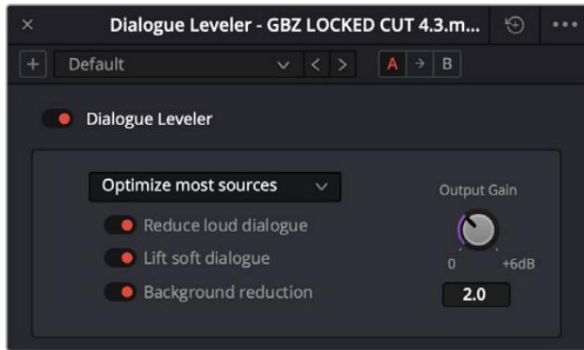 Dialogue Leveler - GBZ LOCKED CUT 4.3.m...
Default
A B
Dialogue Leveler
Optimize most sources
Output Gain
Reduce loud dialogue
Lift soft dialogue
0 +6dB
Background reduction
2.0